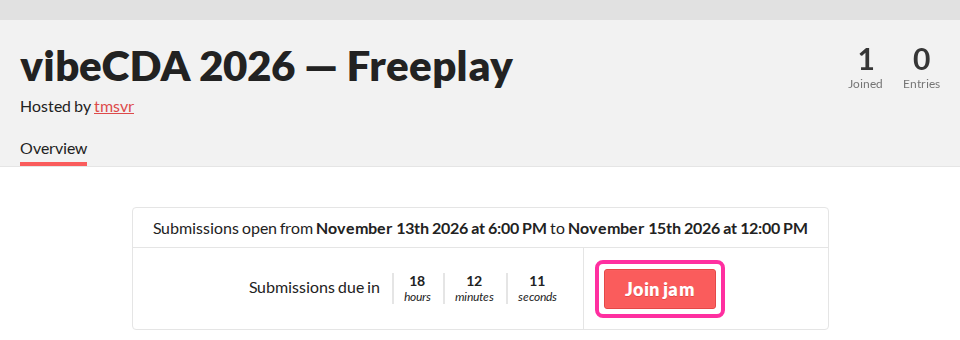 vibeCDA 2026 — Freeplay
1 0
Joined Entries
Hosted by tmsvr
Overview
Submissions open from November 13th 2026 at 6:00 PM to November 15th 2026 at 12:00 PM
Submissions due in 18 hours 12 minutes 11 seconds
Join jam